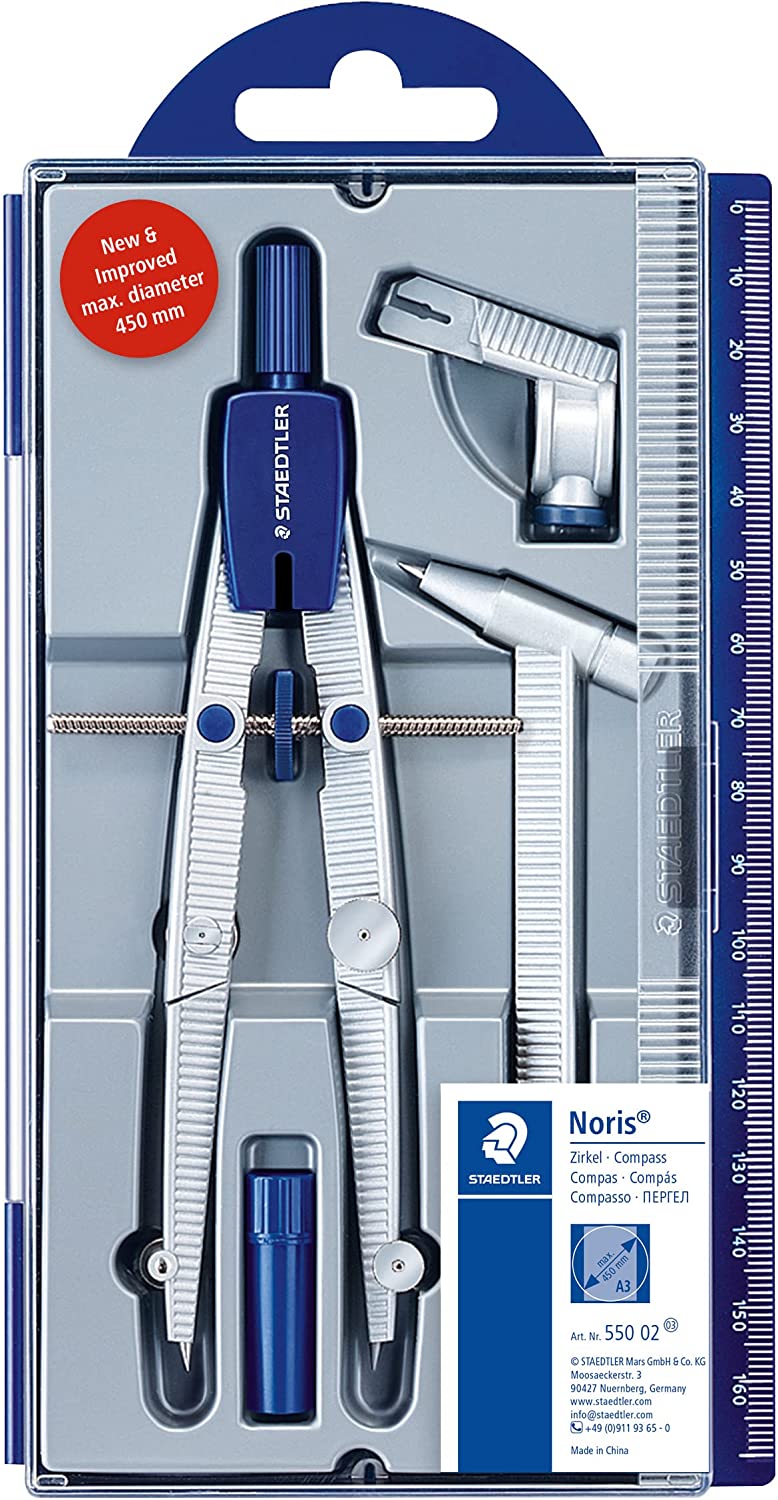 New &
Improved
max. diameter
450 mm
STAEDTLER
STAEDTLER
0
10
20
30
40
50
60
70
80
90
100
110
120
130
140
150
160
STAEDTLER
Noris®
Zirkel · Compass
Compas · Compás
Compasso · ПЕРГЕЛ
max.
450 mm
A3
Art. Nr. 550 02 03
© STAEDTLER Mars GmbH & Co. KG
Moosaeckerstr. 3
90427 Nuernberg, Germany
www.staedtler.com
info@staedtler.com
+49 (0)911 93 65 - 0
Made in China